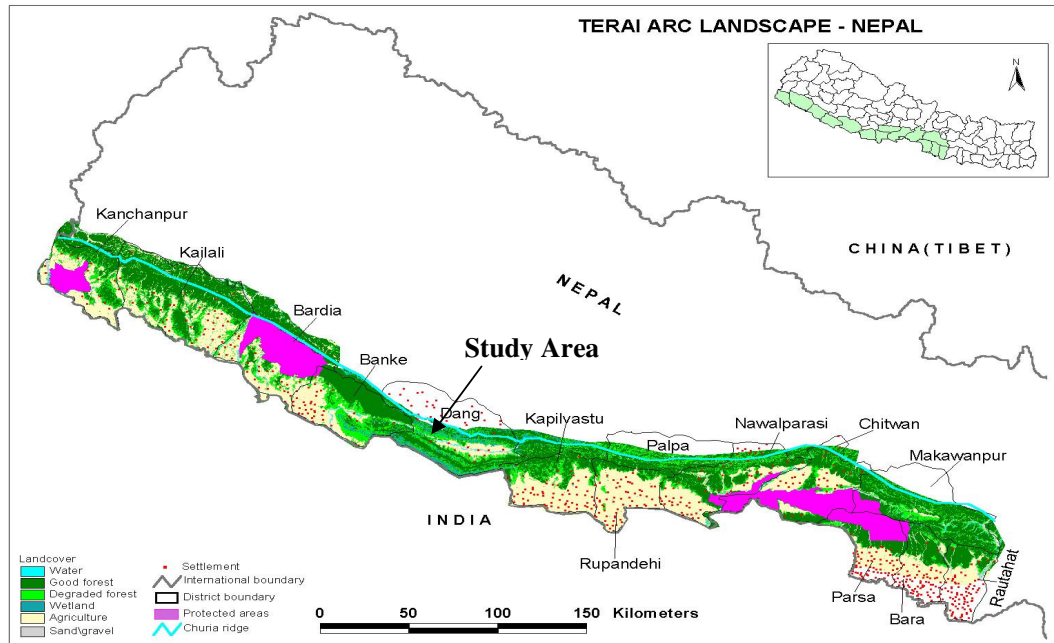 TERAI ARC LANDSCAPE - NEPAL
N
Kanchanpur
Kailali
CHINA(TIBET)
NEPAL
Bardia
Study Area
Banke
Dang
Kapilvastu
Nawalparasi
Chitwan
Palpa
Makawanpur
INDIA
Rupandehi
Rautahat
Parsa
Bara
Landcover
Water
Good forest
Degraded forest
Wetland
Agriculture
Sand\gravel
Settlement
International boundary
District boundary
Protected areas
Churia ridge
0 50 100 150 Kilometers